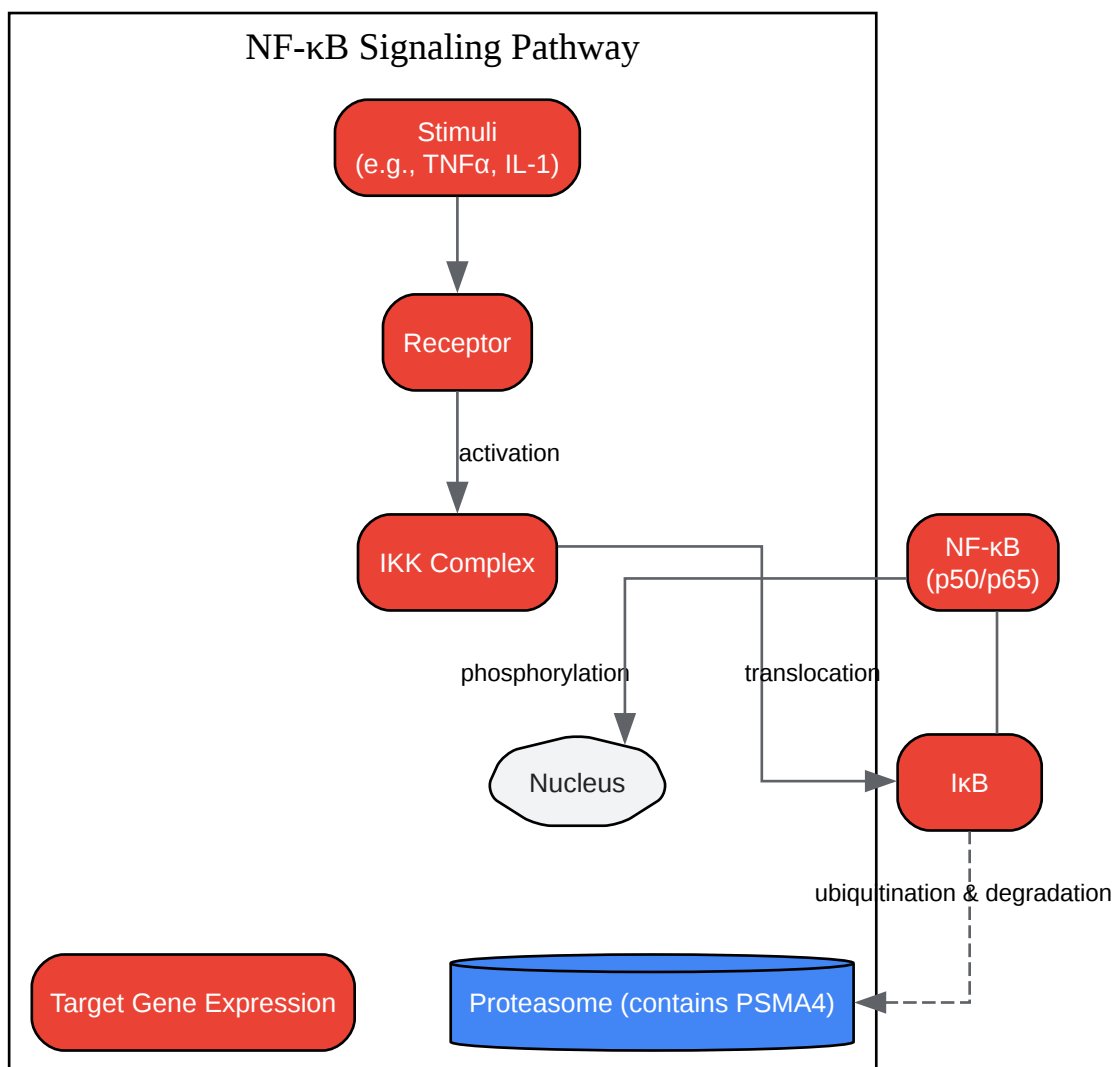 NF-κB Signaling Pathway
Stimuli
(e.g., TNFα, IL-1)
Receptor
activation
IKK Complex
NF-κB
(p50/p65)
phosphorylation
translocation
Nucleus
IκB
ubiquitination & degradation
Target Gene Expression
Proteasome (contains PSMA4)